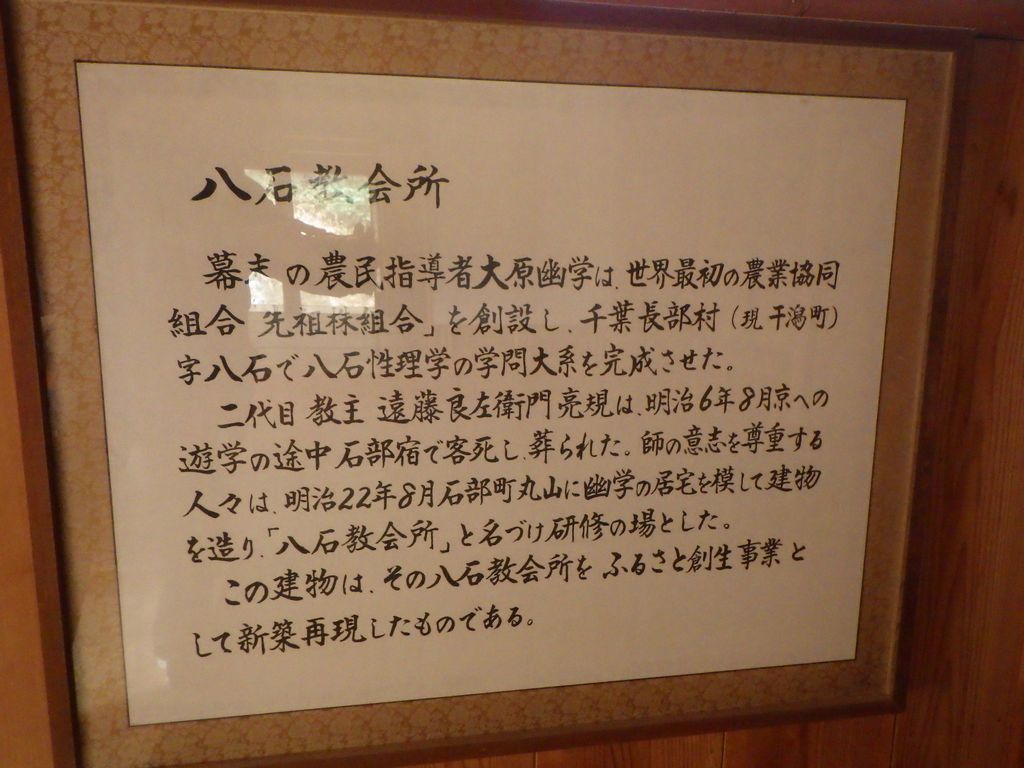 八石教会所
幕末の農民指導者大原幽学は、世界最初の農業協同
組合「先祖株組合」を創設し、千葉長部村（現干潟町）
字八石で八石性理学の学問大系を完成させた。
二代目教主 遠藤良左衛門亮規は、明治6年8月京への
遊学の途中石部宿で客死し、葬られた。師の意志を尊重する
人々は、明治22年8月石部町丸山に幽学の居宅を模して建物
を造り、「八石教会所」と名づけ研修の場とした。
この建物は、その八石教会所をふるさと創生事業と
して新築再現したものである。